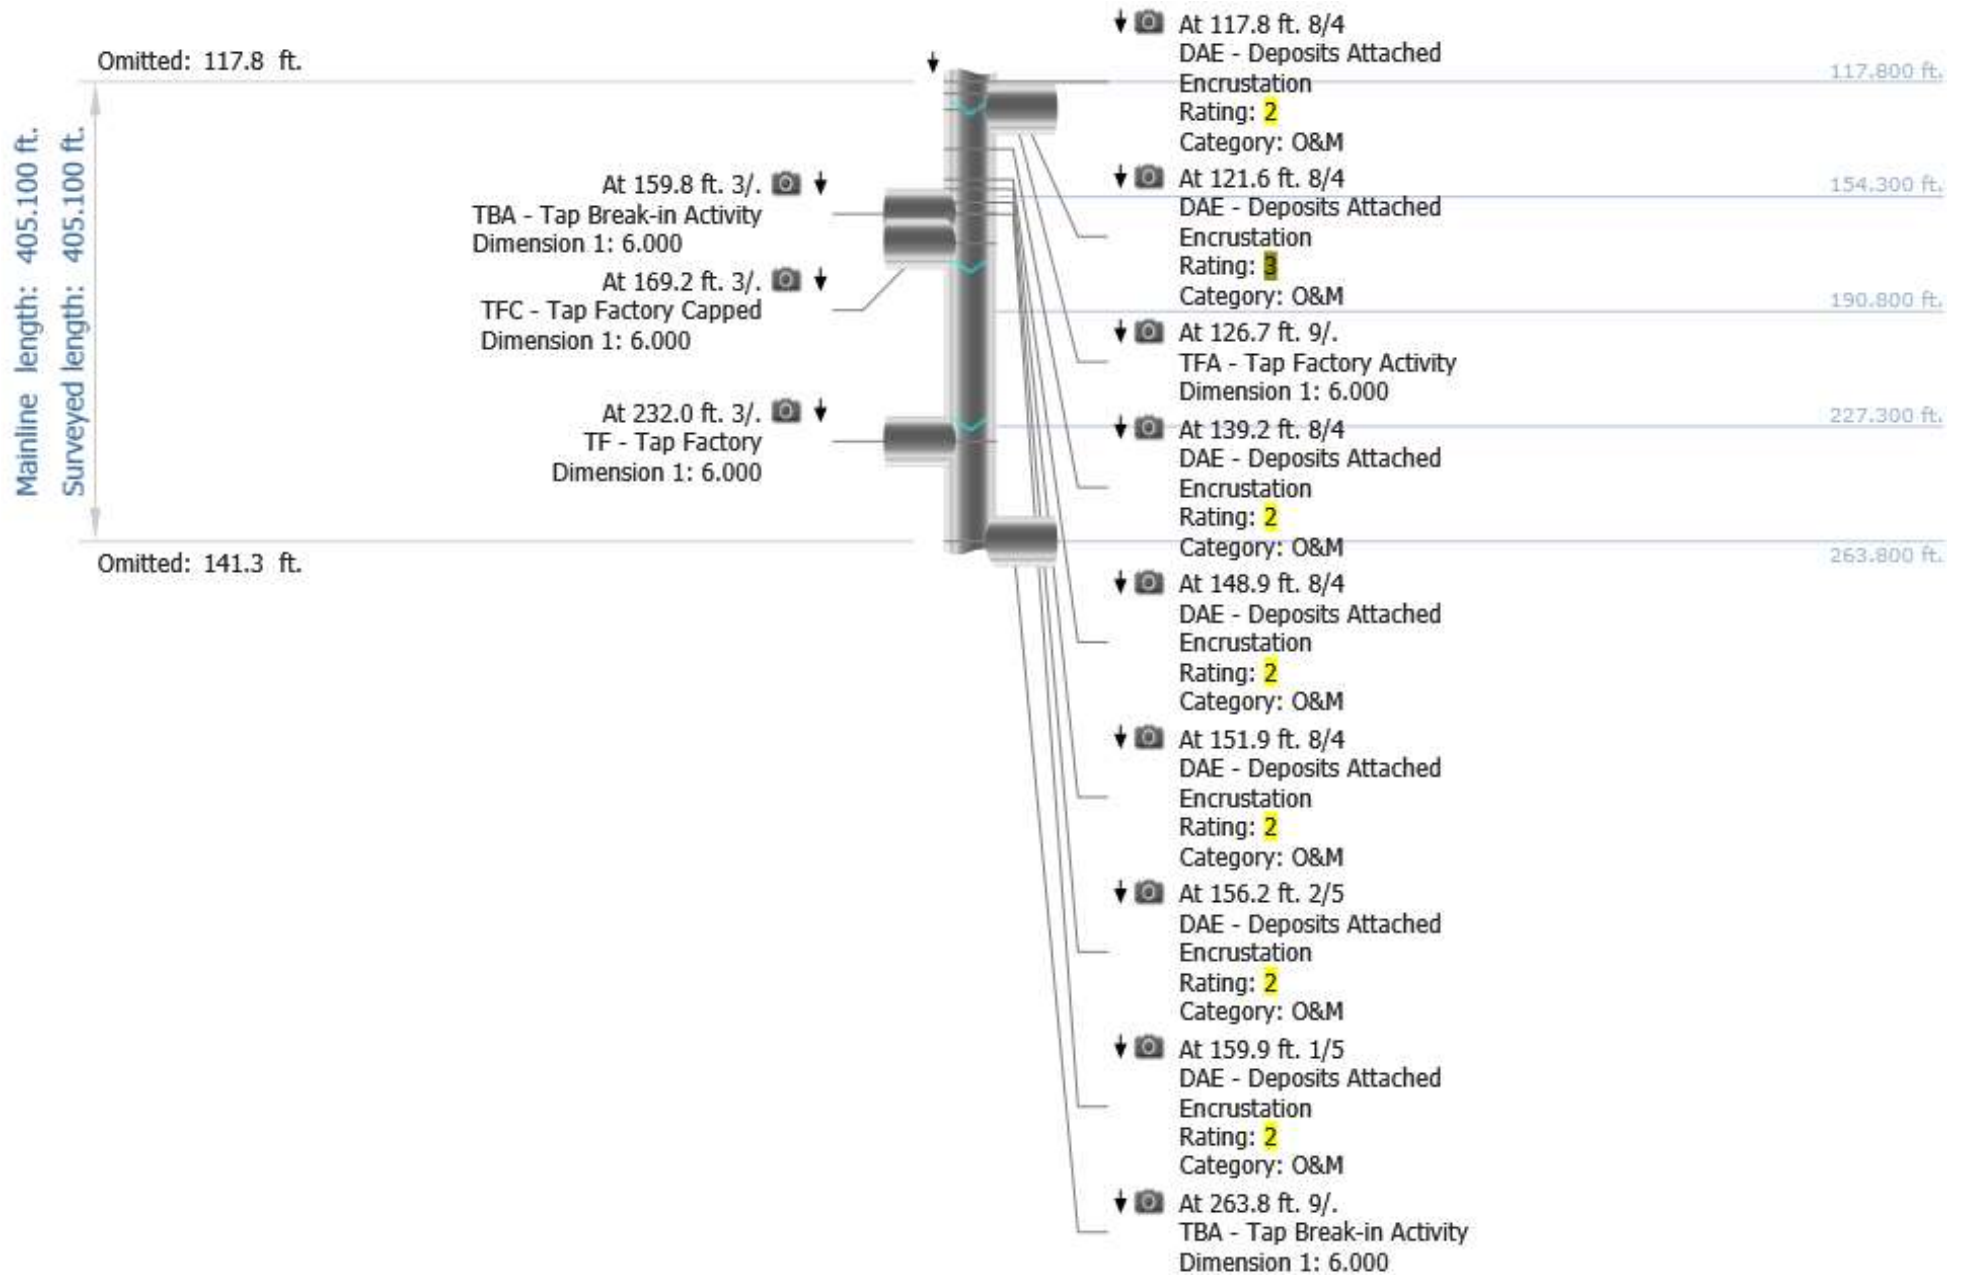 Omitted: 117.8 ft.
Mainline length: 405.100 ft.
Surveyed length: 405.100 ft.
At 159.8 ft. 3/.
TBA - Tap Break-in Activity
Dimension 1: 6.000
At 169.2 ft. 3/.
TFC - Tap Factory Capped
Dimension 1: 6.000
At 232.0 ft. 3/.
TF - Tap Factory
Dimension 1: 6.000
Omitted: 141.3 ft.
At 117.8 ft. 8/4
DAE - Deposits Attached
Encrustation
Rating: 2
Category: O&M
At 121.6 ft. 8/4
DAE - Deposits Attached
Encrustation
Rating: 3
Category: O&M
At 126.7 ft. 9/.
TFA - Tap Factory Activity
Dimension 1: 6.000
At 139.2 ft. 8/4
DAE - Deposits Attached
Encrustation
Rating: 2
Category: O&M
At 148.9 ft. 8/4
DAE - Deposits Attached
Encrustation
Rating: 2
Category: O&M
At 151.9 ft. 8/4
DAE - Deposits Attached
Encrustation
Rating: 2
Category: O&M
At 156.2 ft. 2/5
DAE - Deposits Attached
Encrustation
Rating: 2
Category: O&M
At 159.9 ft. 1/5
DAE - Deposits Attached
Encrustation
Rating: 2
Category: O&M
At 263.8 ft. 9/.
TBA - Tap Break-in Activity
Dimension 1: 6.000
117.800 ft.
154.300 ft.
190.800 ft.
227.300 ft.
263.800 ft.